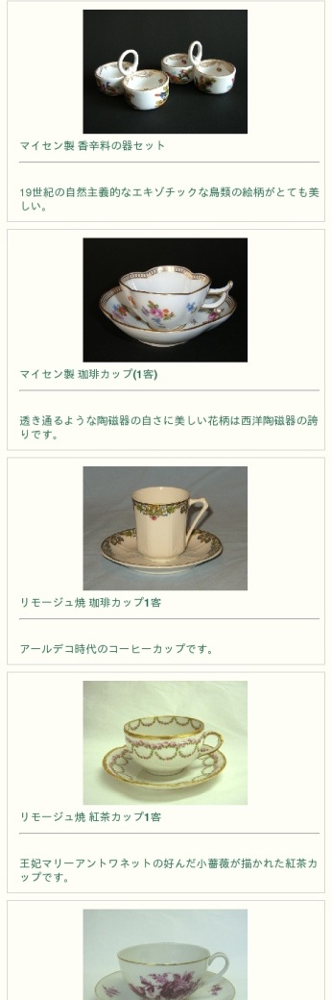 マイセン製 香辛料の器セット
19世紀の自然主義的なエキゾチックな鳥類の絵柄がとても美
しい。
マイセン製 珈琲カップ(1客)
透き通るような陶磁器の白さに美しい花柄は西洋陶磁器の誇
りです。
リモージュ焼 珈琲カップ1客
アールデコ時代のコーヒーカップです。
リモージュ焼 紅茶カップ1客
王妃マリーアントワネットの好んだ小薔薇が描かれた紅茶カ
ップです。